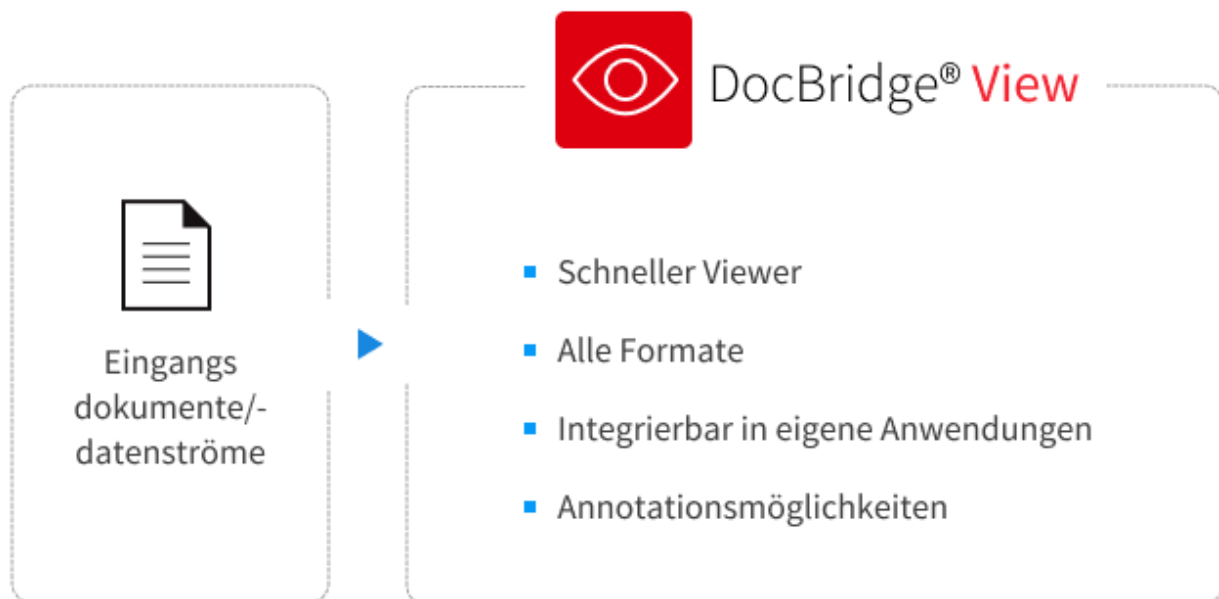 DocBridge® View
Eingangs
dokumente/-
datenströme
Schneller Viewer
Alle Formate
Integrierbar in eigene Anwendungen
Annotationsmöglichkeiten